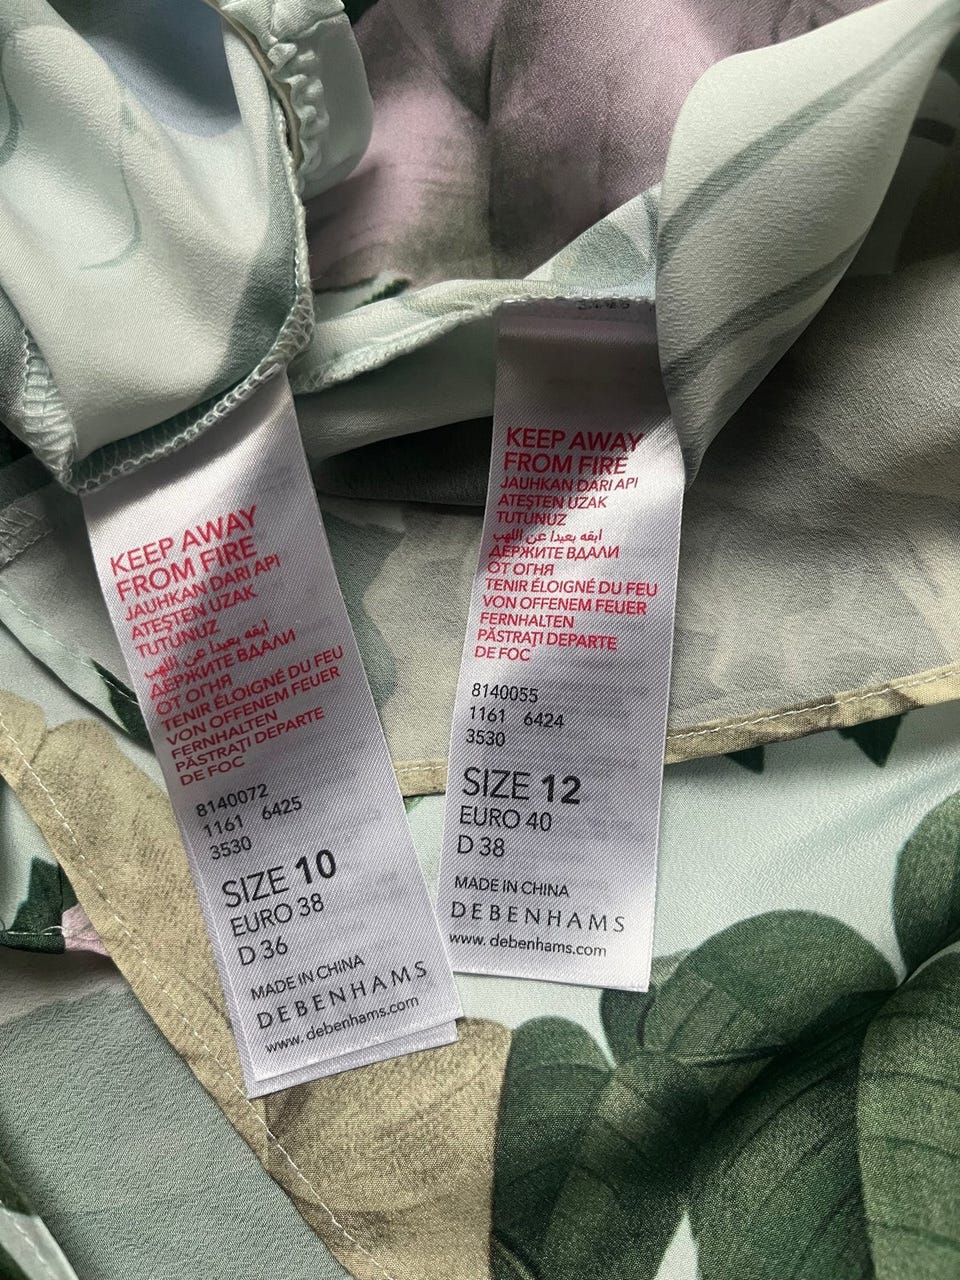 KEEP AWAY
FROM FIRE
JAUHKAN DARI API
ATEŞTEN UZAK
TUTUNUZ
ابقه بعيدا عن اللهب
ДЕРЖИТЕ ВДАЛИ
ОТ ОГНЯ
TENIR ÉLOIGNÉ DU FEU
VON OFFENEM FEUER
FERNHALTEN
PĂSTRAŢI DEPARTE
DE FOC
8140072
1161 6425
3530
SIZE 10
EURO 38
D 36
MADE IN CHINA
DEBENHAMS
www.debenhams.com
KEEP AWAY
FROM FIRE
JAUHKAN DARI API
ATEŞTEN UZAK
TUTUNUZ
ابقه بعيدا عن اللهب
ДЕРЖИТЕ ВДАЛИ
ОТ ОГНЯ
TENIR ÉLOIGNÉ DU FEU
VON OFFENEM FEUER
FERNHALTEN
PĂSTRAŢI DEPARTE
DE FOC
8140055
1161 6424
3530
SIZE 12
EURO 40
D 38
MADE IN CHINA
DEBENHAMS
www.debenhams.com